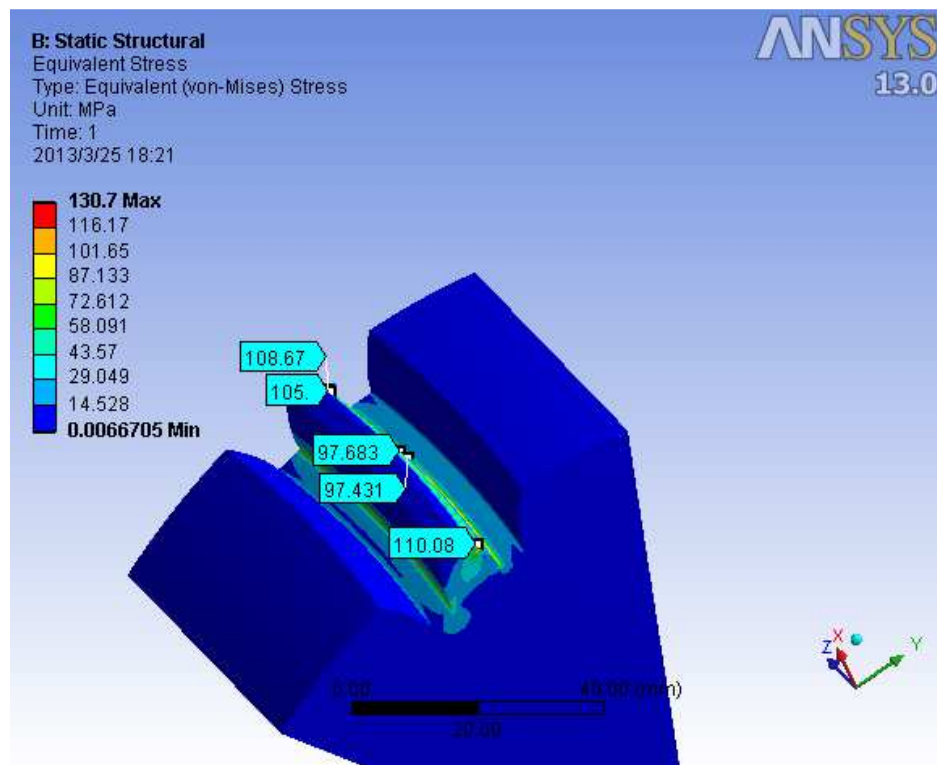 B: Static Structural
Equivalent Stress
Type: Equivalent (von-Mises) Stress
Unit: MPa
Time: 1
2013/3/25 18:21
ANSYS
13.0
130.7 Max
116.17
101.65
87.133
72.612
58.091
43.57
29.049
14.528
0.0066705 Min
108.67
105.
97.683
97.431
110.08
0.00
40.00 (mm)
20.00
Z
X
Y